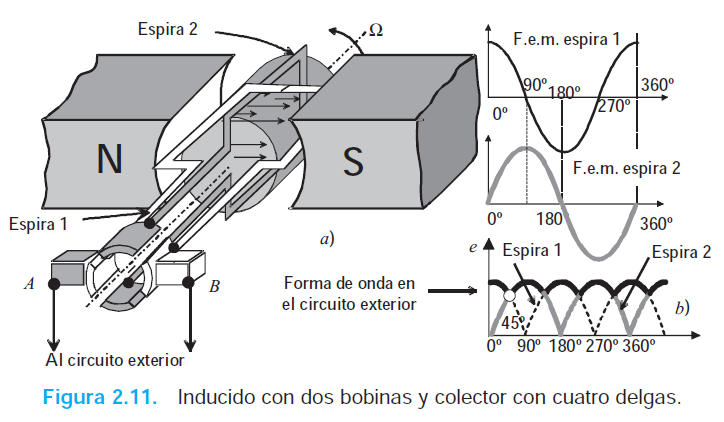 Espira 2
Ω
N
S
Espira 1
a)
A
B
Al circuito exterior
Forma de onda en
el circuito exterior
F.e.m. espira 1
0º
90º
180º
270º
360º
F.e.m. espira 2
0º
180
360º
e
Espira 1
Espira 2
b)
45º
0º 90º 180º 270º 360º
Figura 2.11. Inducido con dos bobinas y colector con cuatro delgas.